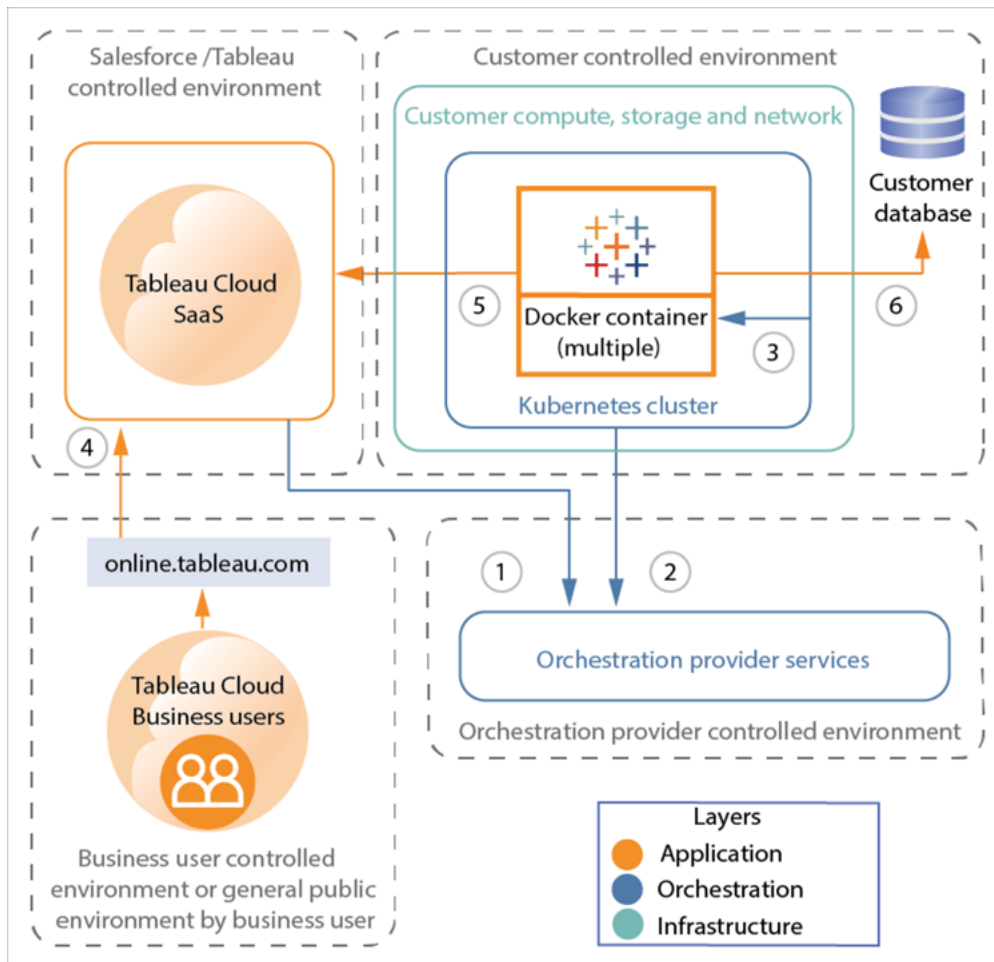 Salesforce /Tableau
controlled environment
Tableau Cloud
SaaS
Customer controlled environment
Customer compute, storage and network
Customer
database
Docker container
(multiple)
Kubernetes cluster
5
6
3
4
online.tableau.com
Tableau Cloud
Business users
Business user controlled
environment or general public
environment by business user
1
2
Orchestration provider services
Orchestration provider controlled environment
Layers
Application
Orchestration
Infrastructure